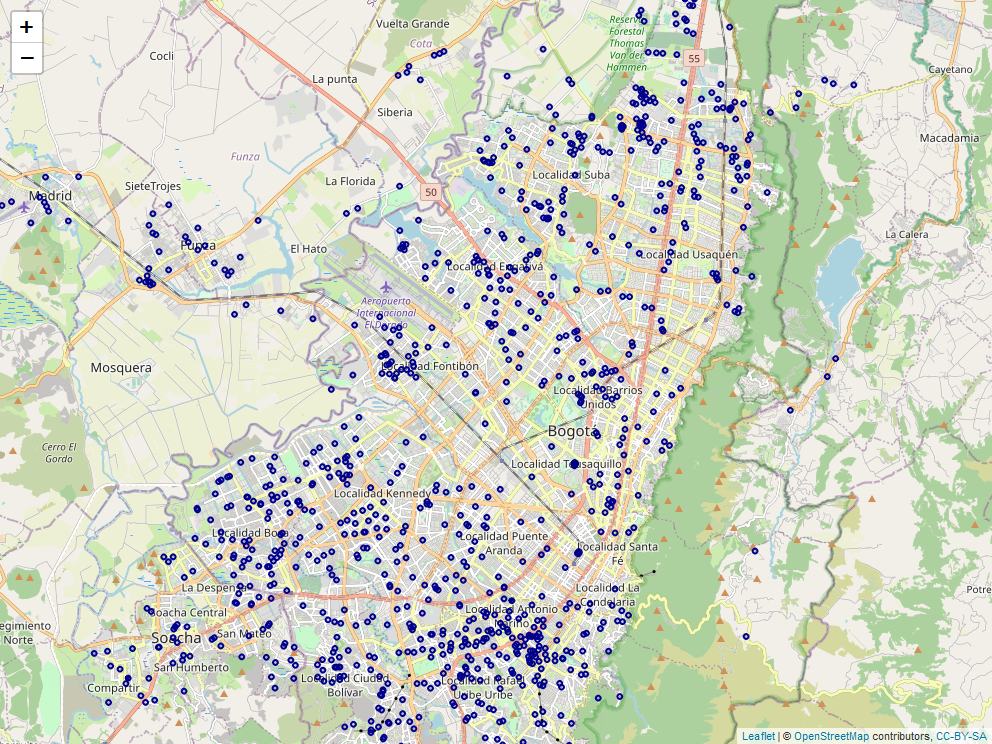 +
−
Vuelta Grande
Cota
Cocli
La punta
Siberia
Reserva
Forestal
Thomas
Van der
Hammen
55
Cayetano
Macadamia
Funza
SieteTrojes
La Florida
50
Localidad Suba
Madrid
Funza
El Hato
La Calera
Localidad Usaquén
Localidad Engativá
Aeropuerto
Internacional
El Dorado
Mosquera
Localidad Fontibón
Localidad Barrios
Unidos
Bogotá
Cerro El
Gordo
Localidad Teusaquillo
Localidad Kennedy
Localidad Bosa
Localidad Puente
Aranda
Localidad Santa
Fé
La Despensa
Localidad La
Candelaria
Potre
Soacha Central
Localidad Antonio
Nariño
egimiento
Norte
Soacha
San Mateo
San Humberto
Compartir
Localidad Ciudad
Bolívar
Localidad Rafael
Uribe Uribe
Leaflet | © OpenStreetMap contributors, CC-BY-SA